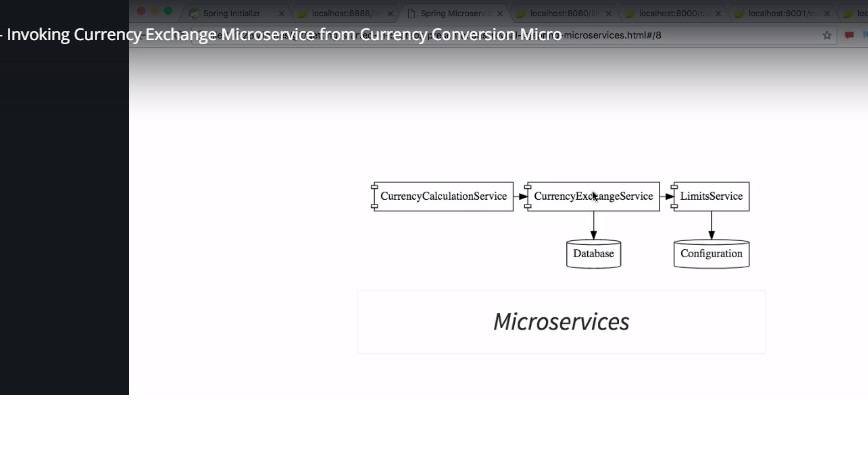 Spring Initializr
localhost:8888/
Spring Microserv
localhost:8080/
localhost:8000/
localhost:8001/
- Invoking Currency Exchange Microservice from Currency Conversion Micro
microservices.html#/8
CurrencyCalculationService
CurrencyExchangeService
LimitsService
Database
Configuration
Microservices